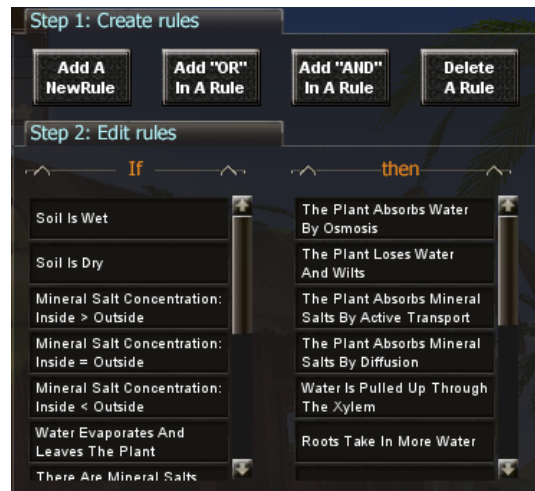 Step 1: Create rules
Add A
NewRule
Add "OR"
In A Rule
Add "AND"
In A Rule
Delete
A Rule
Step 2: Edit rules
If
then
Soil Is Wet
Soil Is Dry
Mineral Salt Concentration:
Inside > Outside
Mineral Salt Concentration:
Inside = Outside
Mineral Salt Concentration:
Inside < Outside
Water Evaporates And
Leaves The Plant
There Are Mineral Salts
The Plant Absorbs Water
By Osmosis
The Plant Loses Water
And Wilts
The Plant Absorbs Mineral
Salts By Active Transport
The Plant Absorbs Mineral
Salts By Diffusion
Water Is Pulled Up Through
The Xylem
Roots Take In More Water